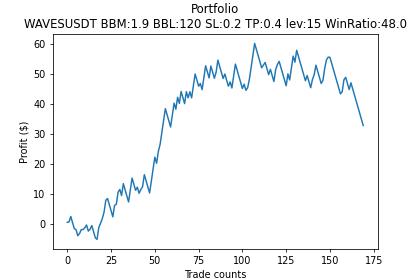 Portfolio
WAVESUSDT BBM:1.9 BBL:120 SL:0.2 TP:0.4 lev:15 WinRatio:48.0
60
50
40
30
20
10
0
Profit ($)
0 25 50 75 100 125 150 175
Trade counts